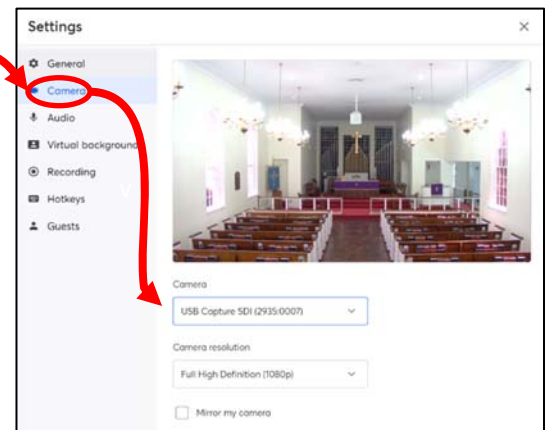 Settings
General
Camera
Audio
Virtual background
Recording
Hotkeys
Guests
Camera
USB Capture SDI (2935:0007)
Camera resolution
Full High Definition (1080p)
Mirror my camera